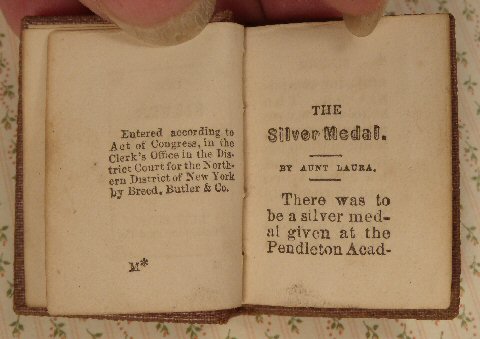 Entered according to
Act of Congress, in the
Clerk's Office in the Dis-
trict Court for the North-
ern District of New York
by Breed, Butler & Co.
M*
THE
Silver Medal.
BY AUNT LAURA.
There was to
be a silver med-
al given at the
Pendleton Acad-